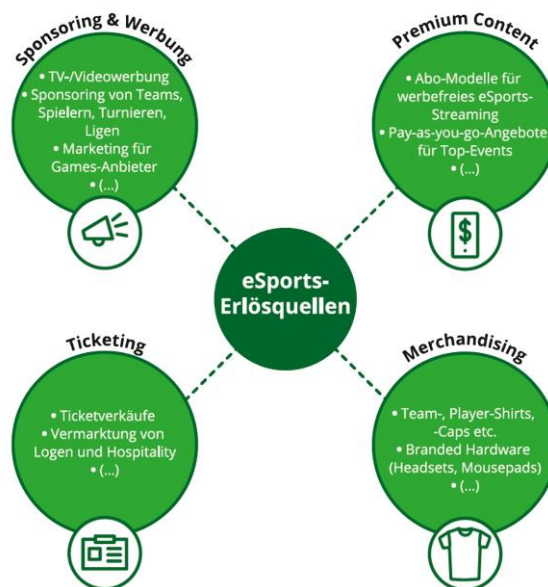 Sponsoring & Werbung
• TV-/Videowerbung
• Sponsoring von Teams,
Spielern, Turnieren,
Ligen
• Marketing für
Games-Anbieter
• (...)
Premium Content
• Abo-Modelle für
werbefreies eSports-
Streaming
• Pay-as-you-go-Angebote
für Top-Events
• (...)
$
eSports-
Erlösquellen
Ticketing
• Ticketverkäufe
• Vermarktung von
Logen und Hospitality
• (...)
Merchandising
• Team-, Player-Shirts,
-Caps etc.
• Branded Hardware
(Headsets, Mousepads)
• (...)